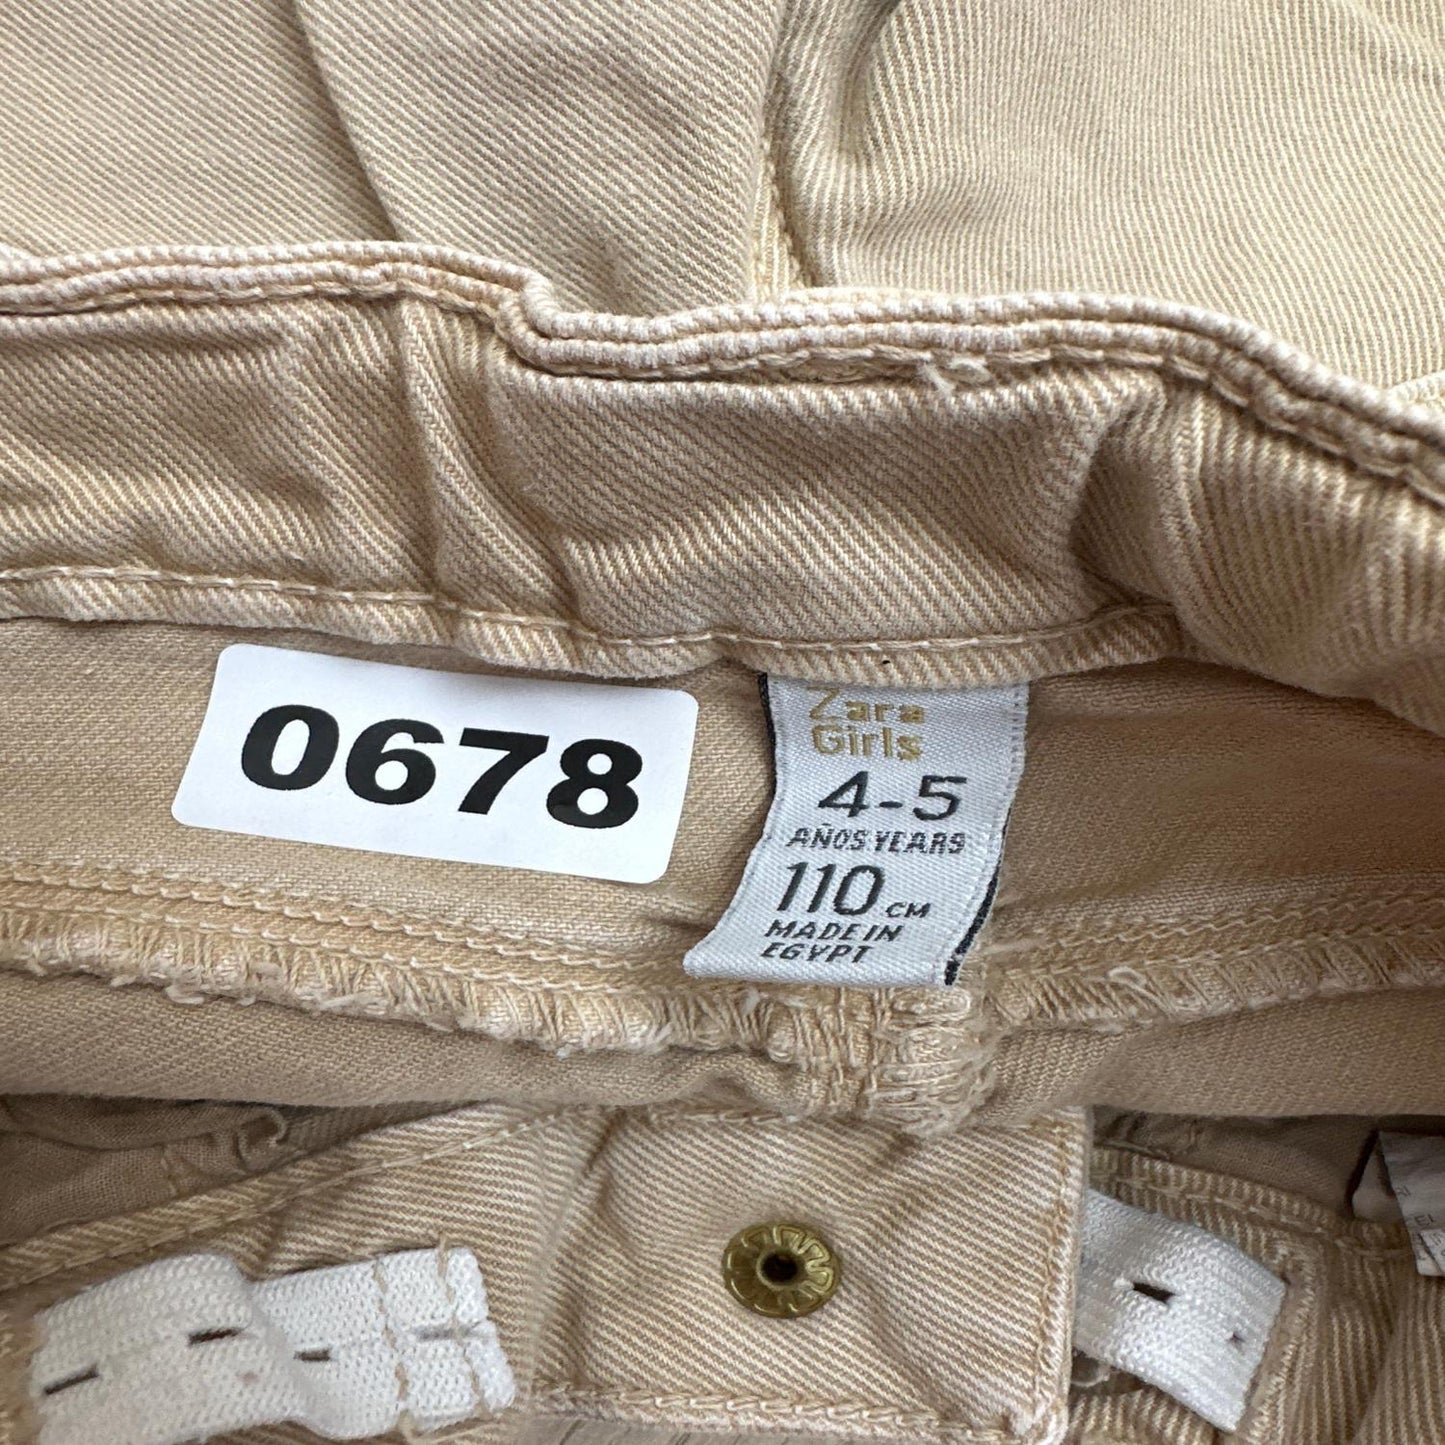 0678
Zara
Girls
4-5
AÑOS YEARS
110 CM
MADE IN
EGYPT